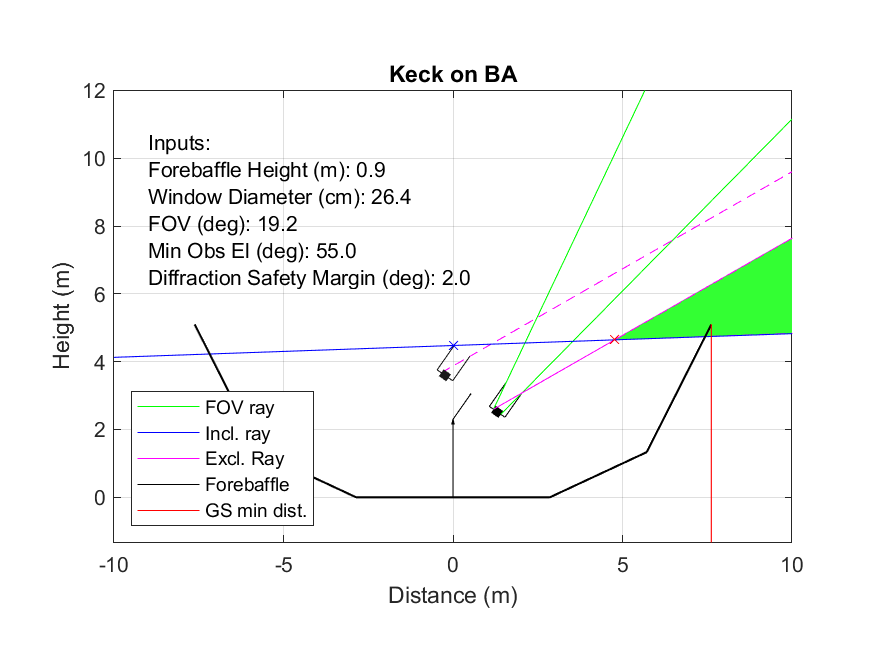 Keck on BA
12
10
8
6
4
2
0
Height (m)
Inputs:
Forebaffle Height (m): 0.9
Window Diameter (cm): 26.4
FOV (deg): 19.2
Min Obs El (deg): 55.0
Diffraction Safety Margin (deg): 2.0
FOV ray
Incl. ray
Excl. Ray
Forebaffle
GS min dist.
-10
-5
0
5
10
Distance (m)